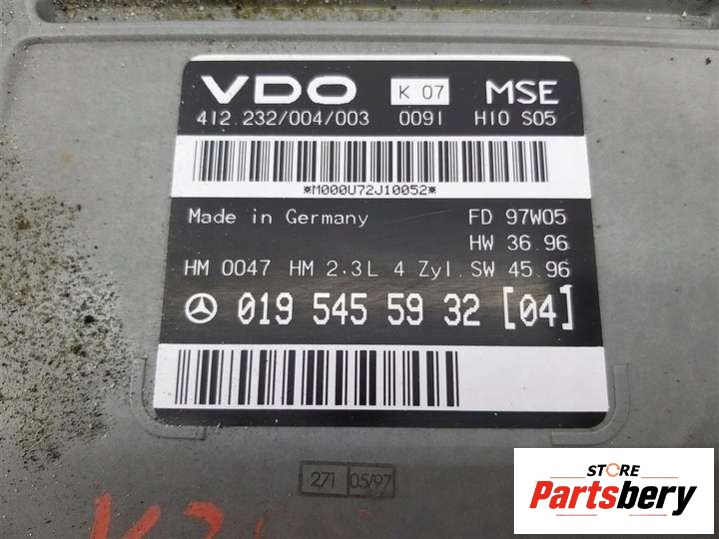 VDO K 07 MSE
412.232/004/003 0091 H10 S05
*M000U72J10052*
Made in Germany FD 97W05
HW 36.96
HM 0047 HM 2.3L 4 Zyl. SW 45.96
019 545 59 32 [04]
271 05/97
STORE
Partsbery